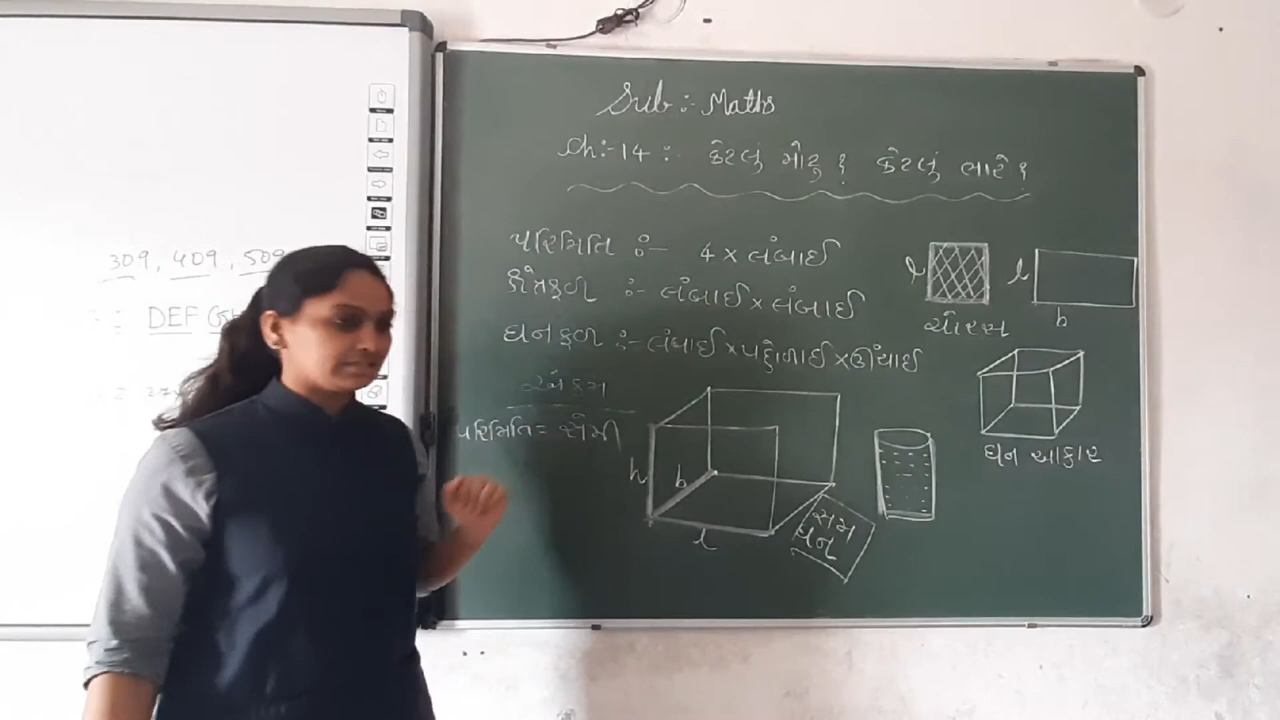 Sub :- Maths
Ch:-14 :- કેટલું મોટુ ? કેટલું ભારે ?
પરિમિતિ :- 4 x લંબાઈ
ક્ષેત્રફળ :- લંબાઈ x લંબાઈ
ઘનફળ :- લંબાઈ x પહોળાઈ x ઊંચાઈ
એકમ
પરિમિતિ = સેમી
l
ચોરસ
l
b
ઘન આકાર
h
b
l
સમ
ઘન
309, 409, 509
DEF